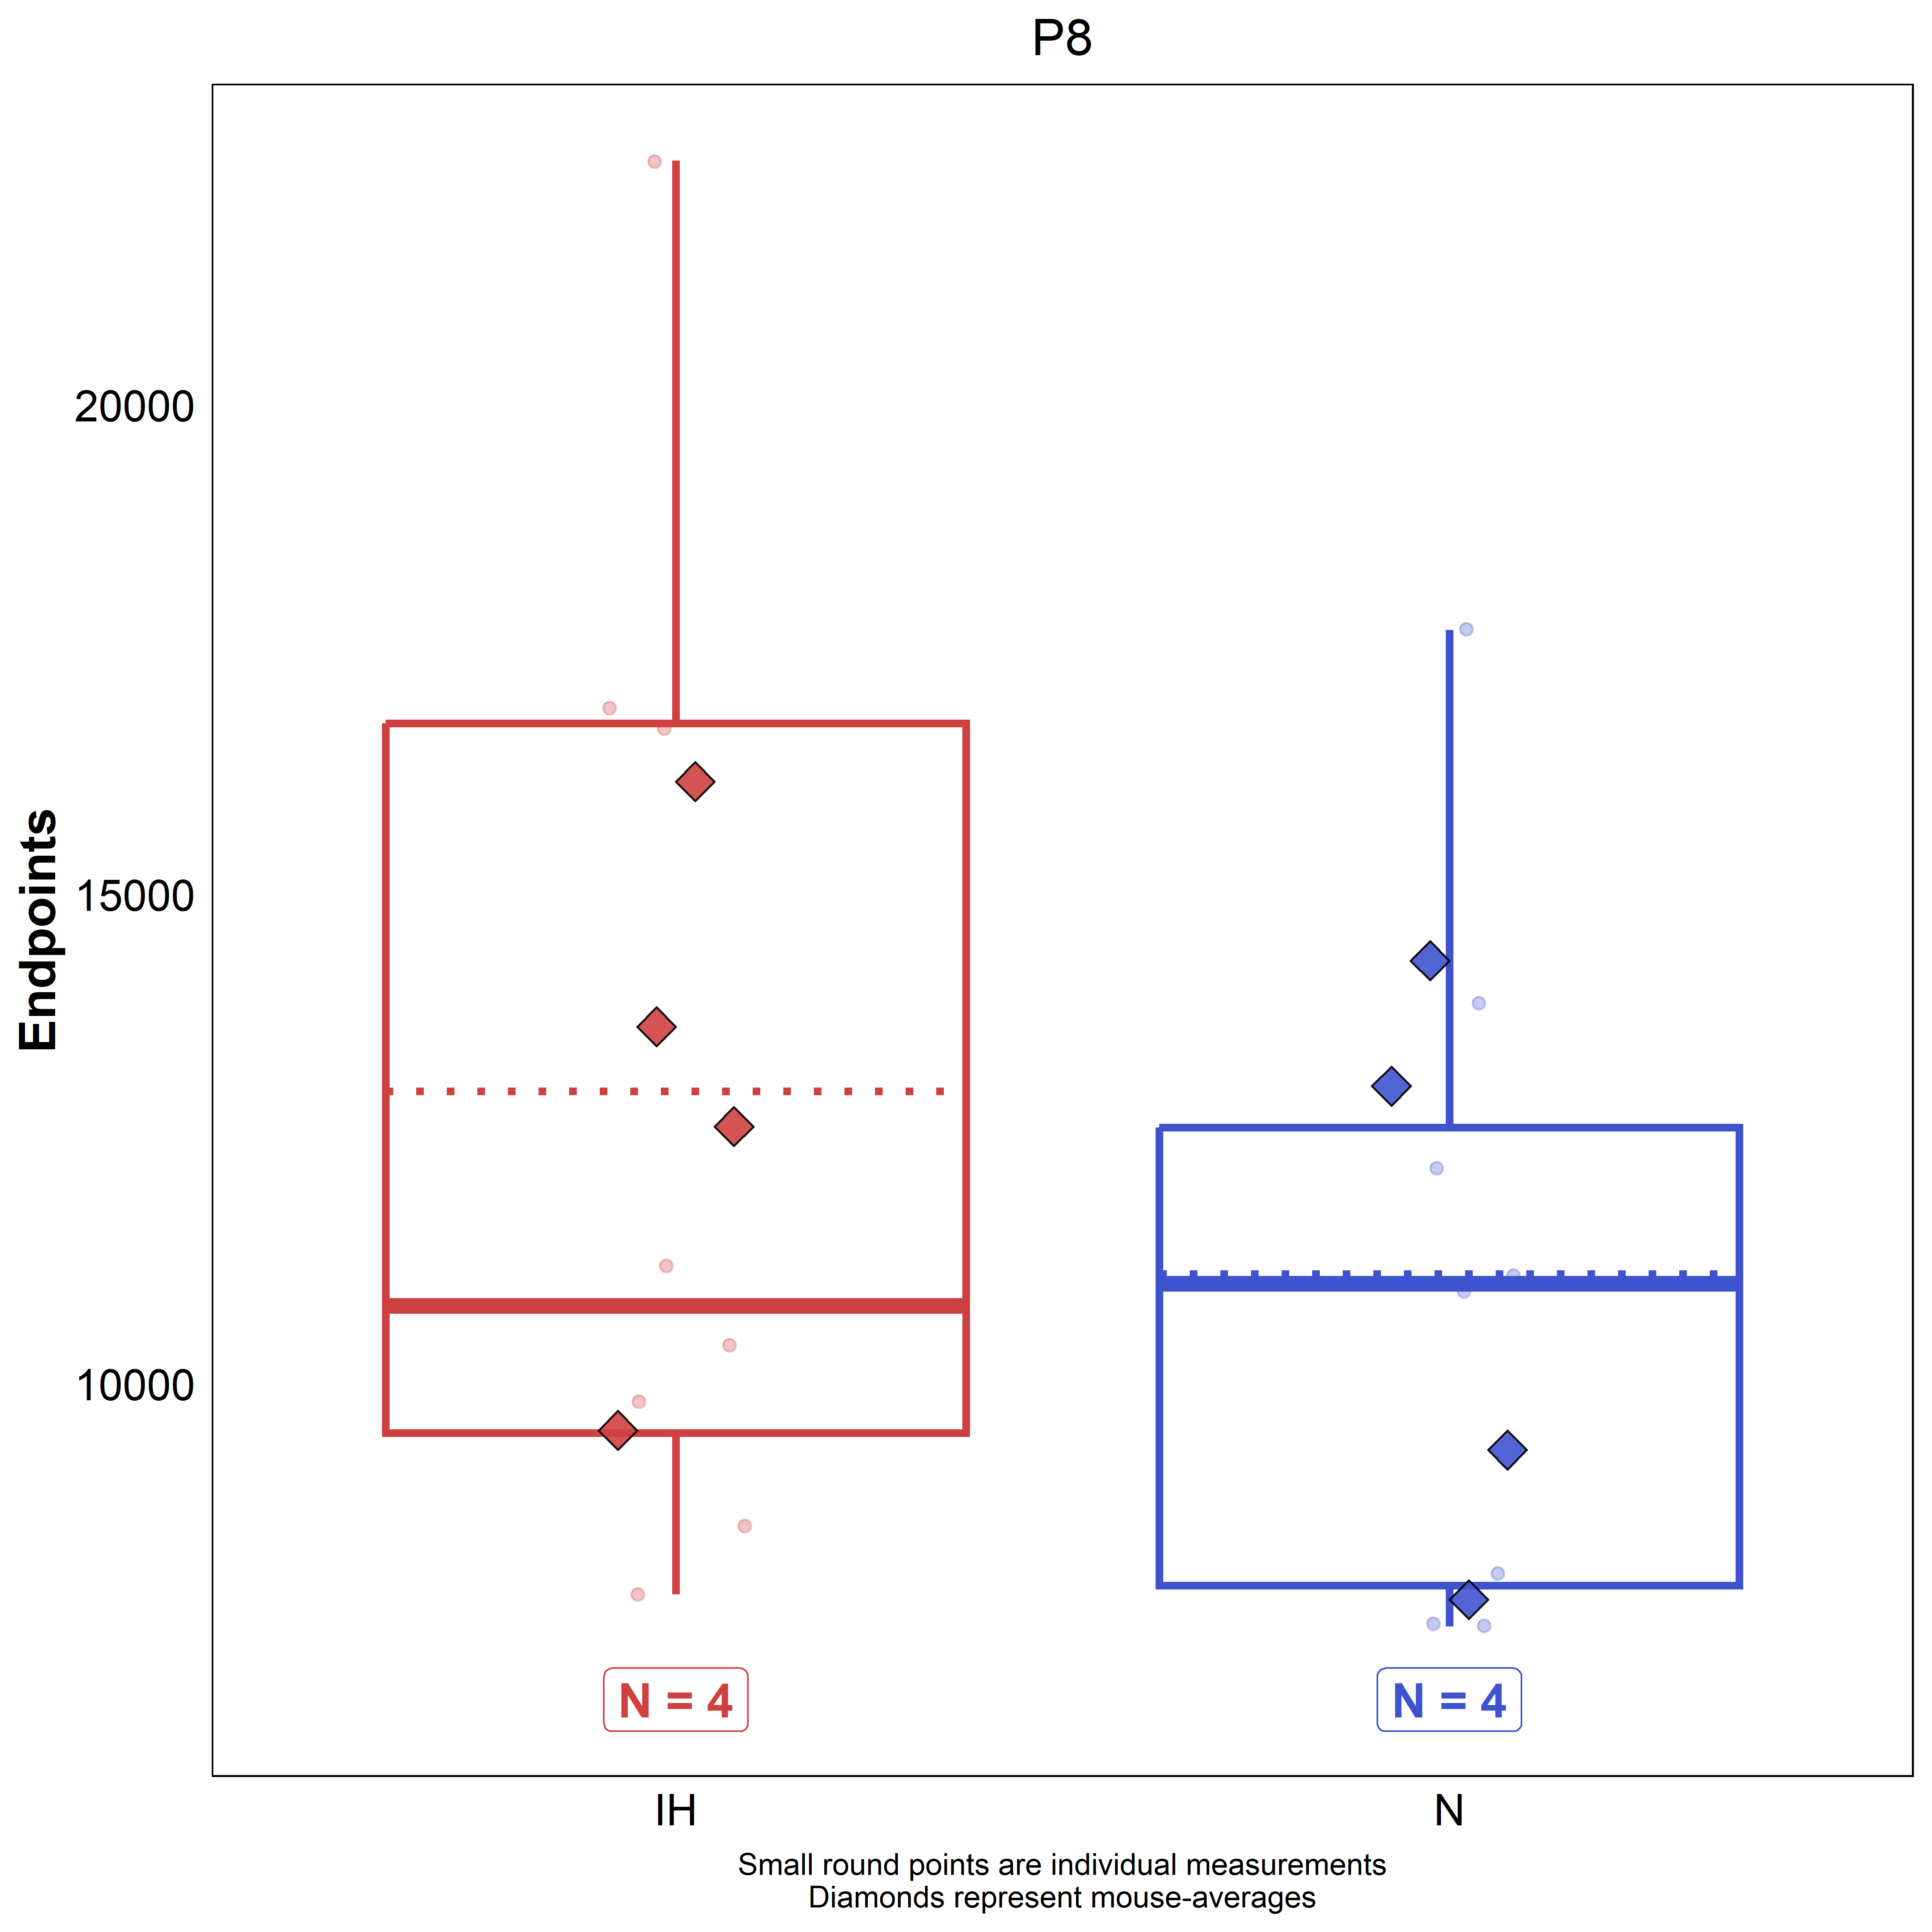 P8
Endpoints
20000
15000
10000
N = 4
N = 4
IH
N
Small round points are individual measurements
Diamonds represent mouse-averages